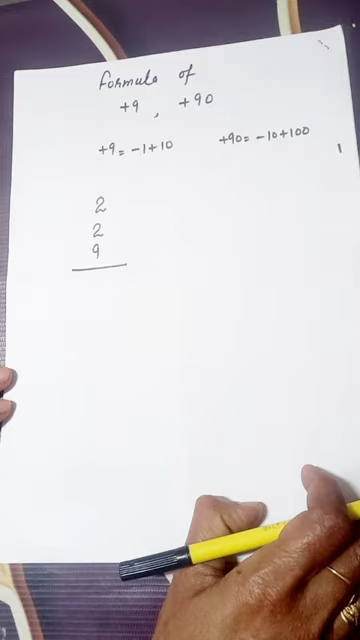 Formula of
+9 , +90
+9 = -1+10 +90 = -10+100
2
2
9